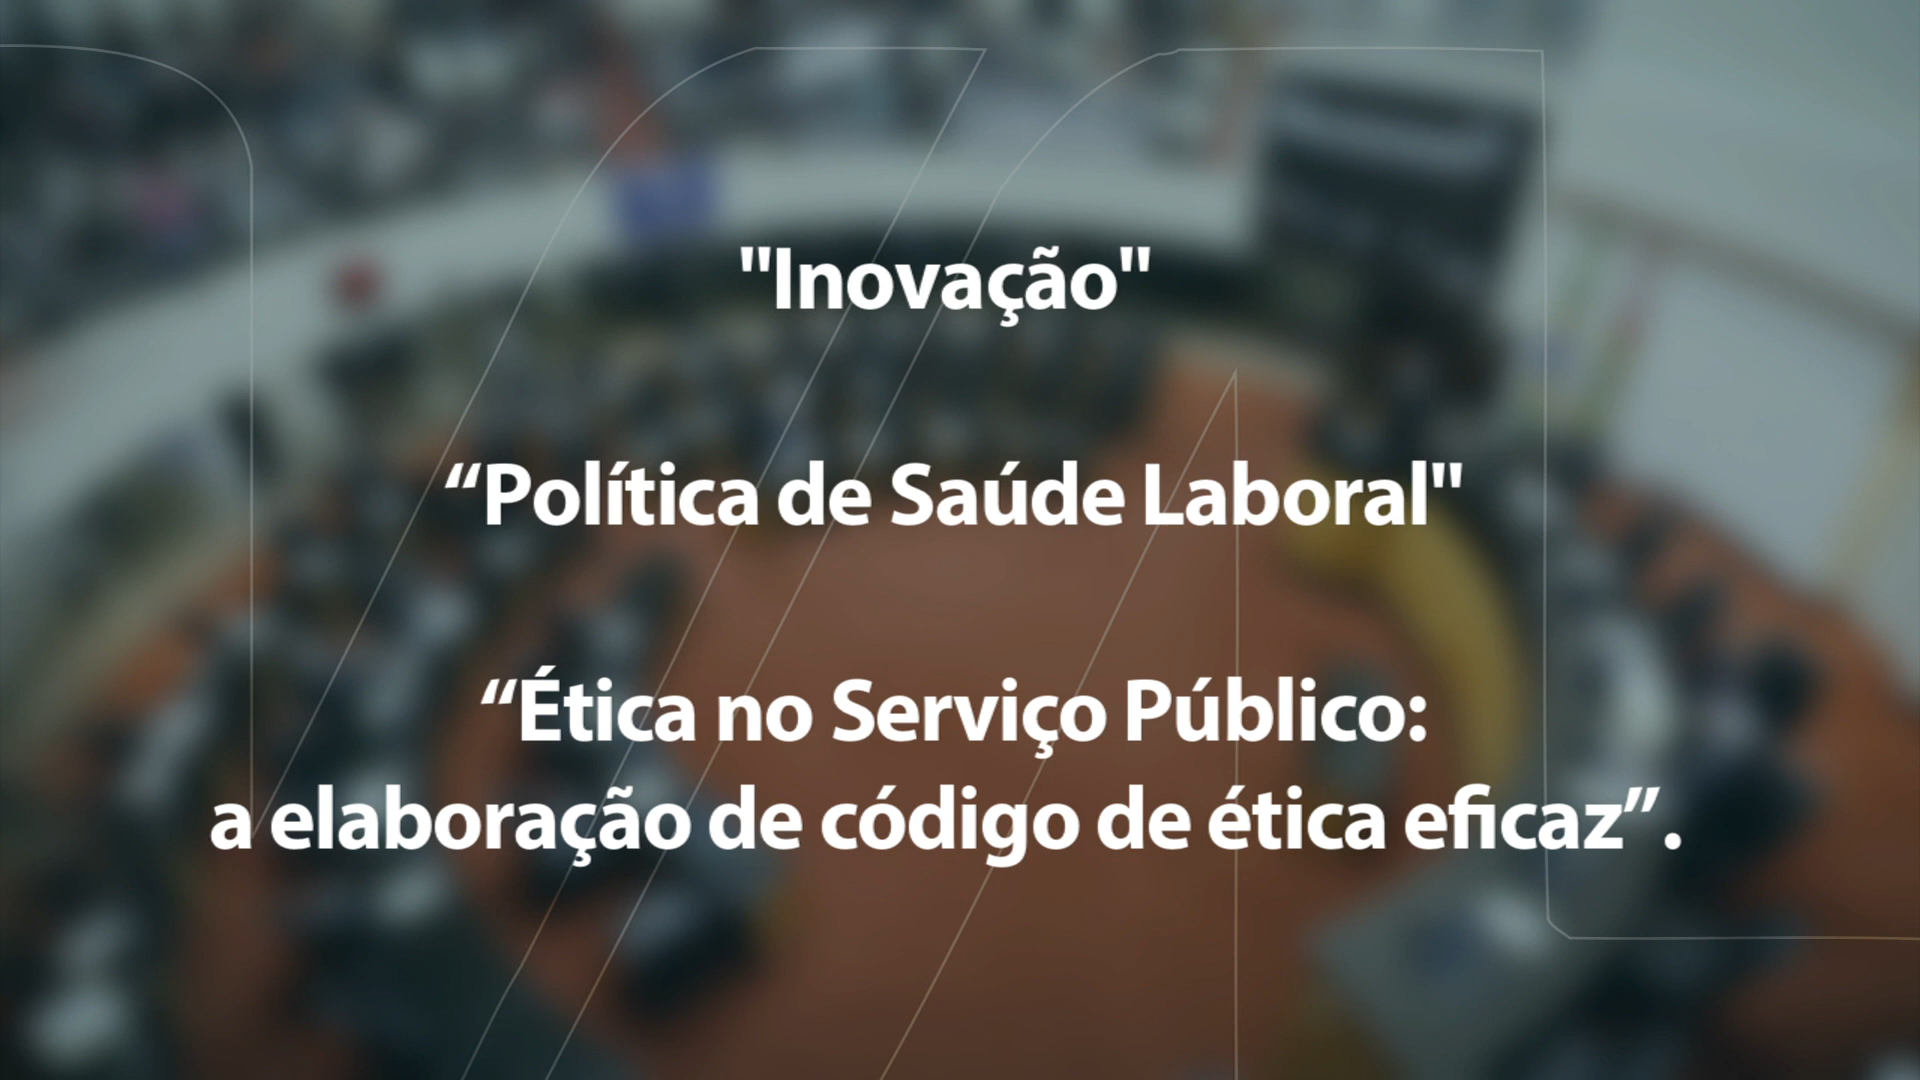 "Inovação"
“Política de Saúde Laboral"
“Ética no Serviço Público:
a elaboração de código de ética eficaz”.